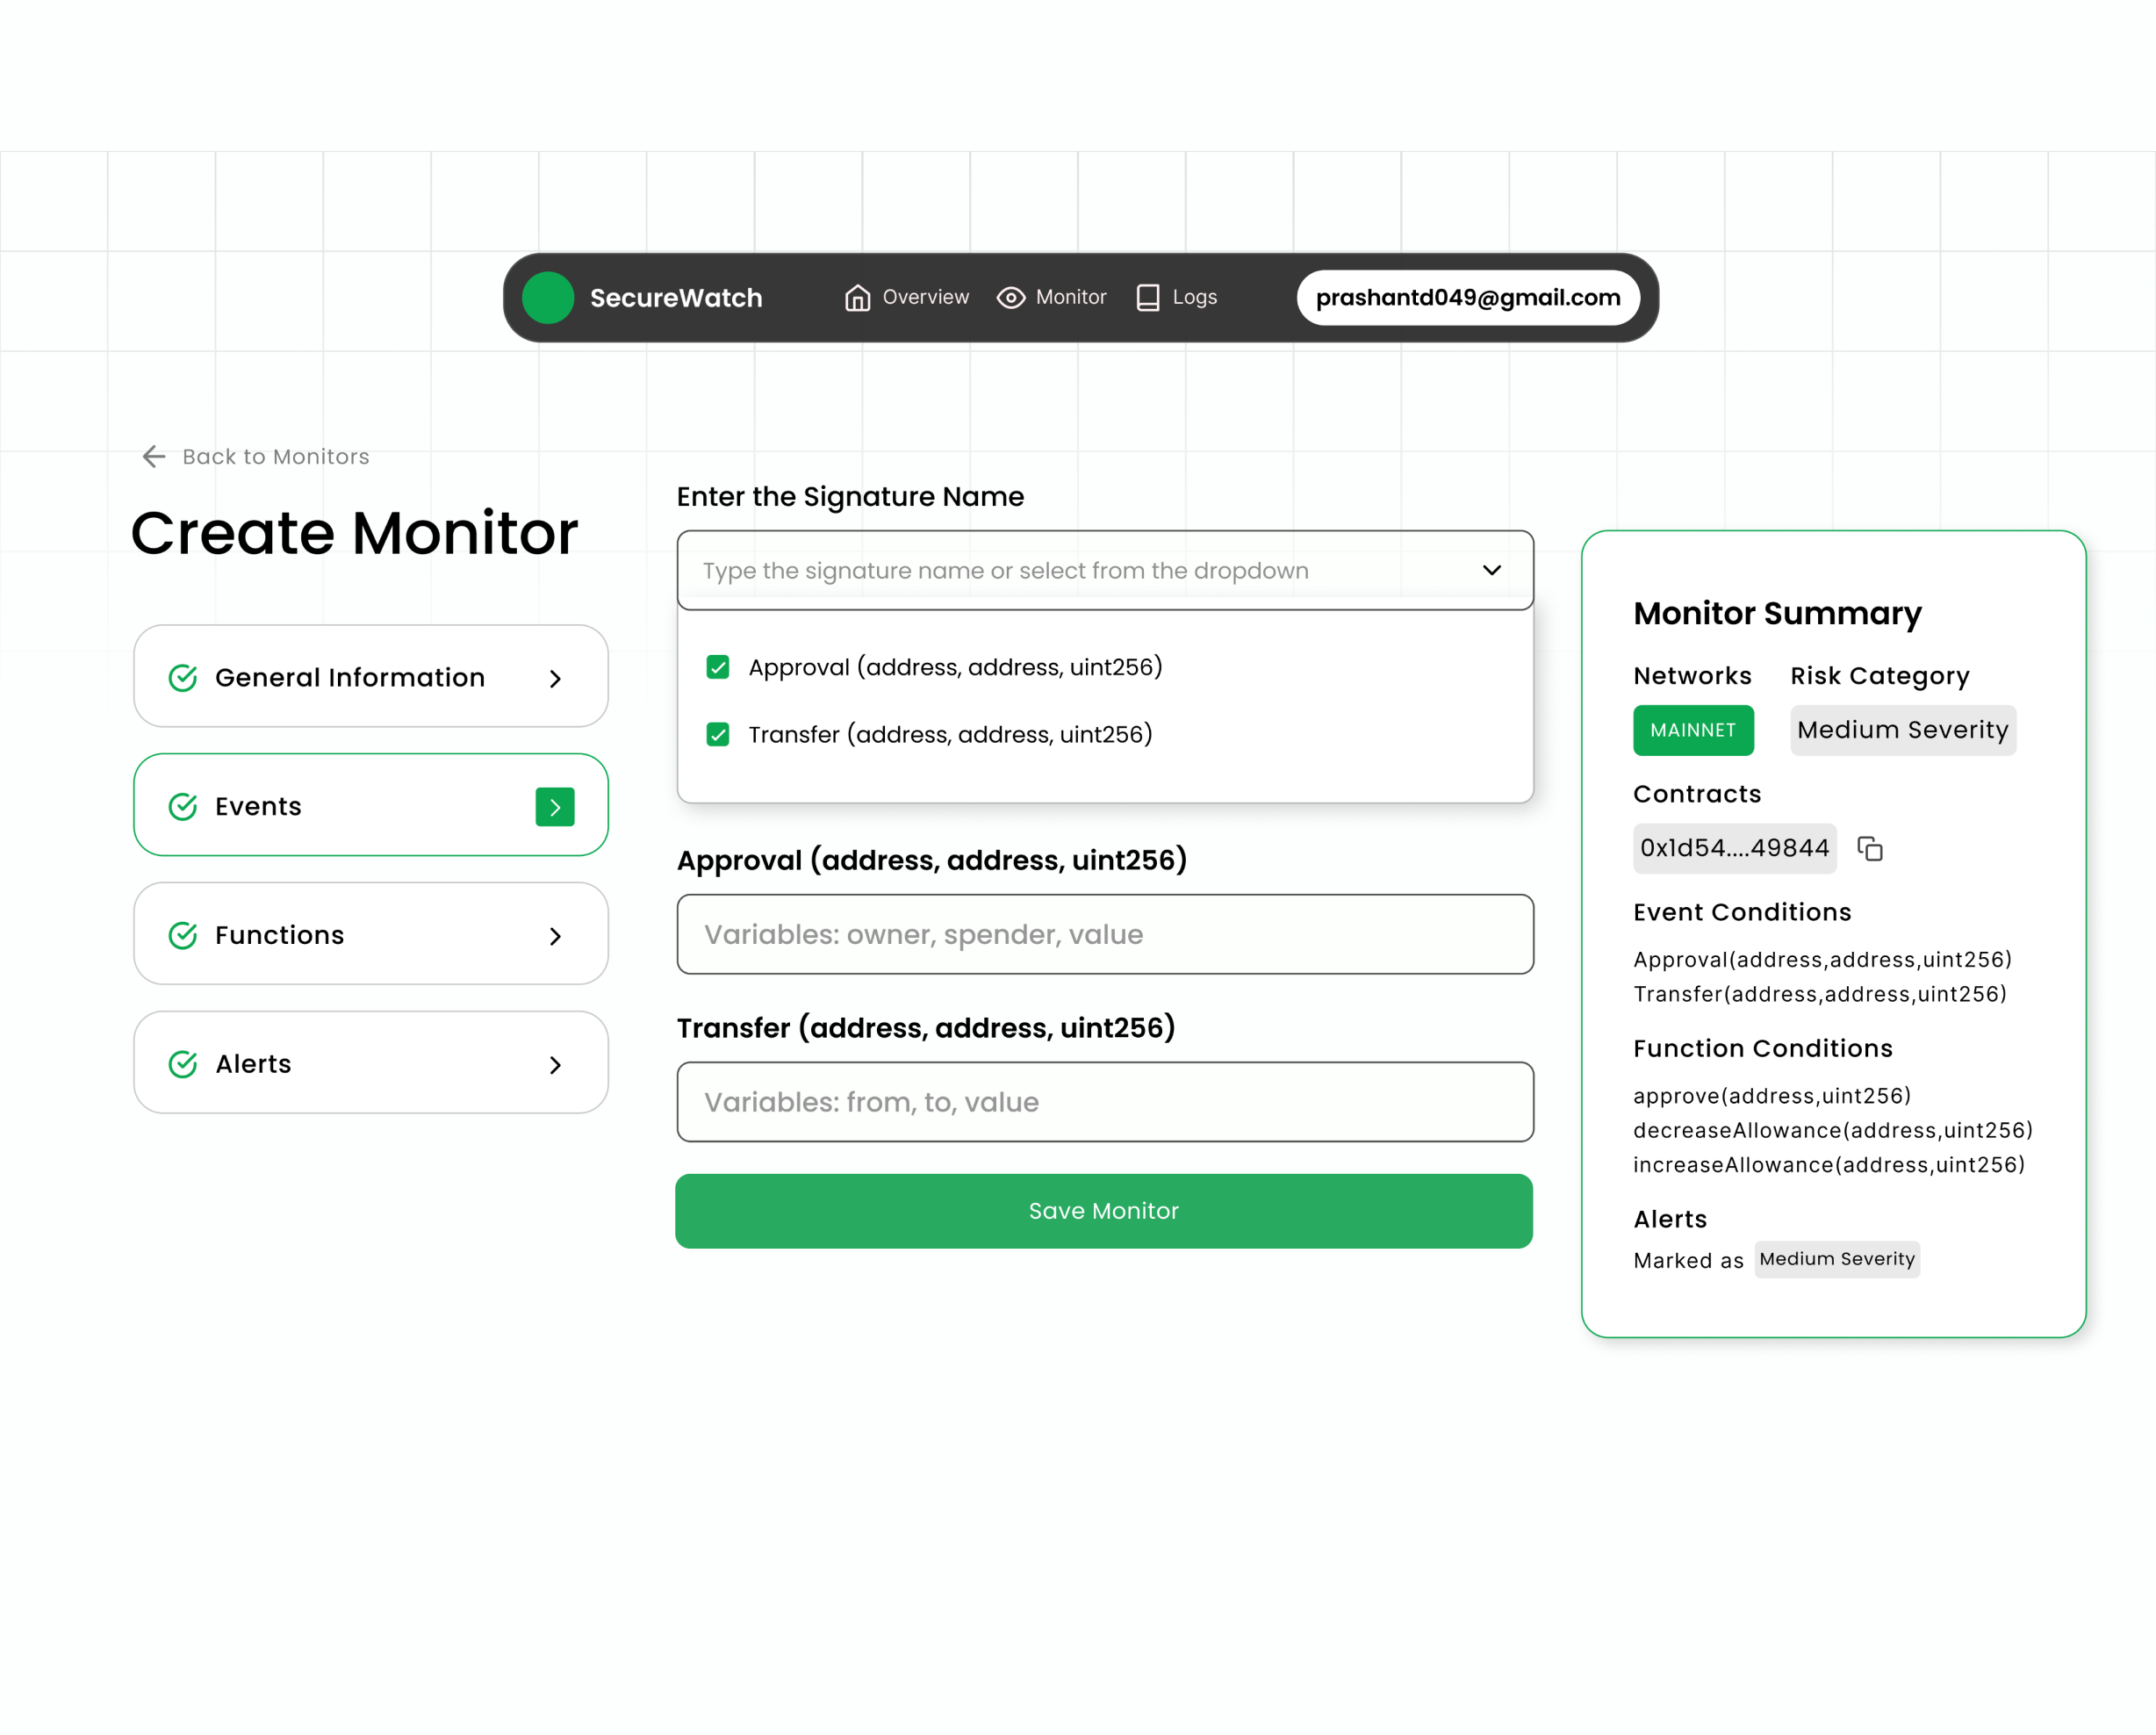 SecureWatch
Overview
Monitor
Logs
prashantd049@gmail.com
Back to Monitors
Create Monitor
General Information
Events
Functions
Alerts
Enter the Signature Name
Type the signature name or select from the dropdown
Approval (address, address, uint256)
Transfer (address, address, uint256)
Approval (address, address, uint256)
Variables: owner, spender, value
Transfer (address, address, uint256)
Variables: from, to, value
Save Monitor
Monitor Summary
Networks
Risk Category
MAINNET
Medium Severity
Contracts
0x1d54....49844
Event Conditions
Approval(address,address,uint256)
Transfer(address,address,uint256)
Function Conditions
approve(address,uint256)
decreaseAllowance(address,uint256)
increaseAllowance(address,uint256)
Alerts
Marked as Medium Severity